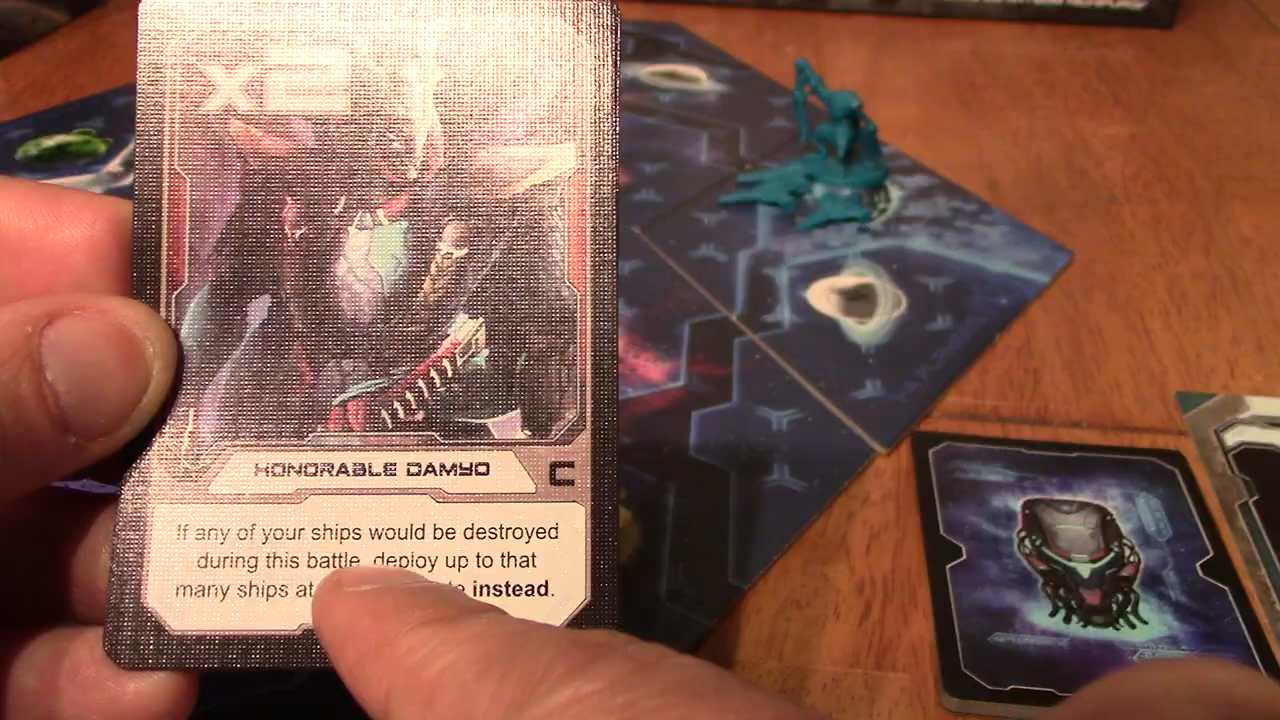 X2
HONORABLE DAMYO
C
If any of your ships would be destroyed
during this battle, deploy up to that
many ships at instead.